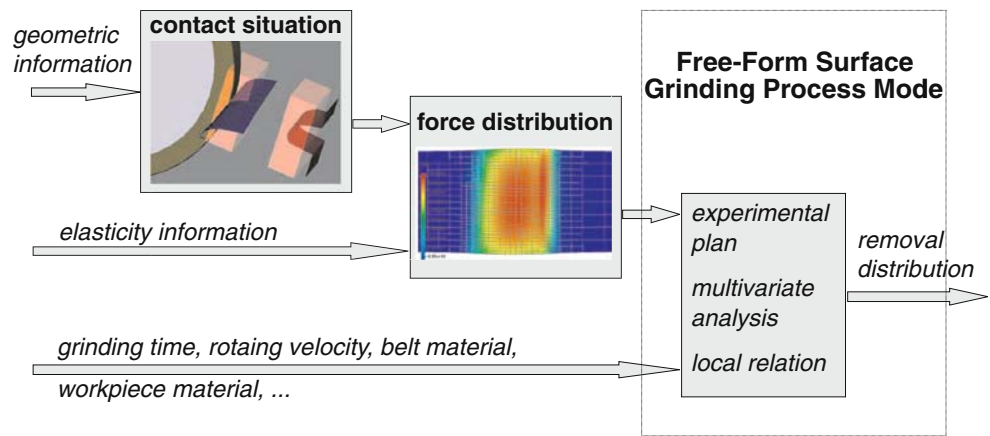 geometric
information
contact situation
force distribution
Free-Form Surface
Grinding Process Mode
elasticity information
experimental
plan
multivariate
analysis
local relation
removal
distribution
grinding time, rotaing velocity, belt material,
workpiece material, ...